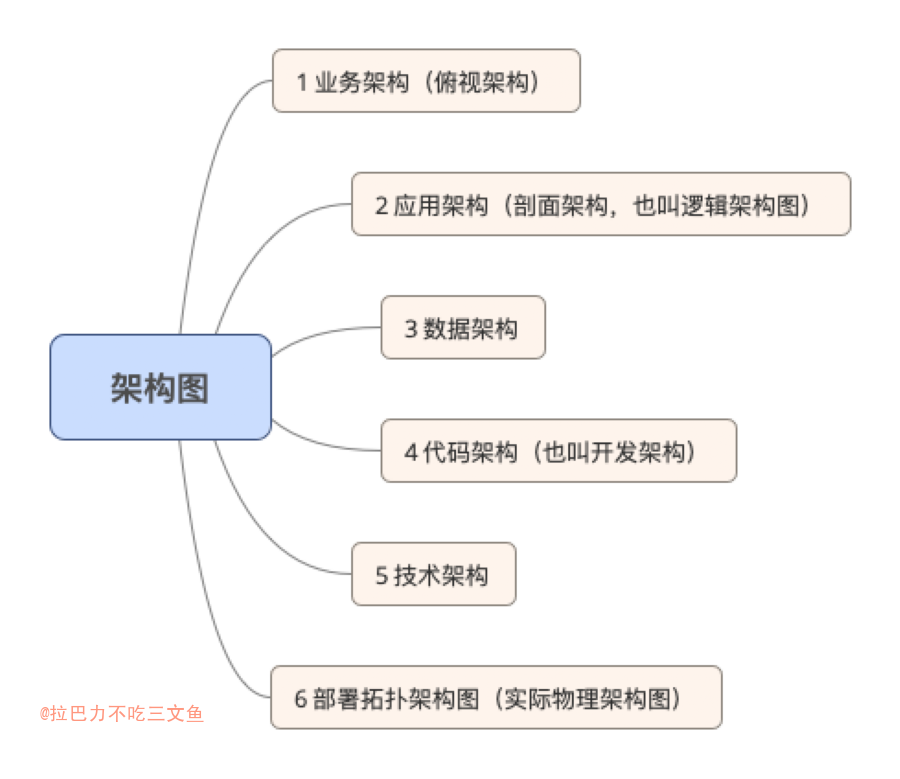 1 业务架构（俯视架构）
2 应用架构（剖面架构，也叫逻辑架构图）
3 数据架构
架构图
4 代码架构（也叫开发架构）
5 技术架构
6 部署拓扑架构图（实际物理架构图）
@拉巴力不吃三文鱼